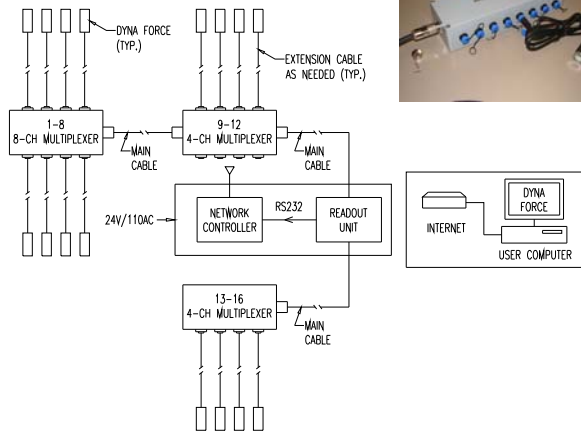 DYNA FORCE
(TYP.)
EXTENSION CABLE
AS NEEDED (TYP.)
1-8
8-CH MULTIPLEXER
MAIN
CABLE
9-12
4-CH MULTIPLEXER
MAIN
CABLE
24V/110AC
NETWORK
CONTROLLER
RS232
READOUT
UNIT
INTERNET
DYNA
FORCE
USER COMPUTER
13-16
4-CH MULTIPLEXER
MAIN
CABLE